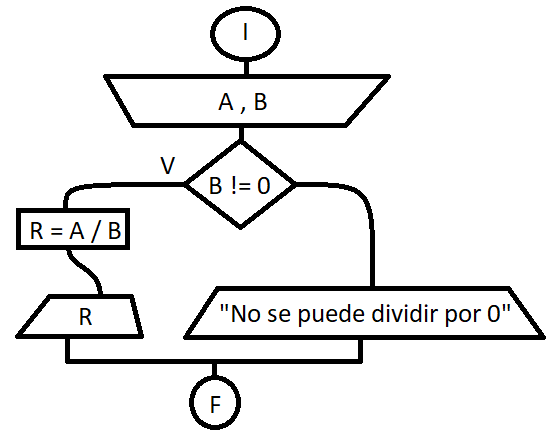 I
A , B
V
B != 0
R = A / B
R
"No se puede dividir por 0"
F